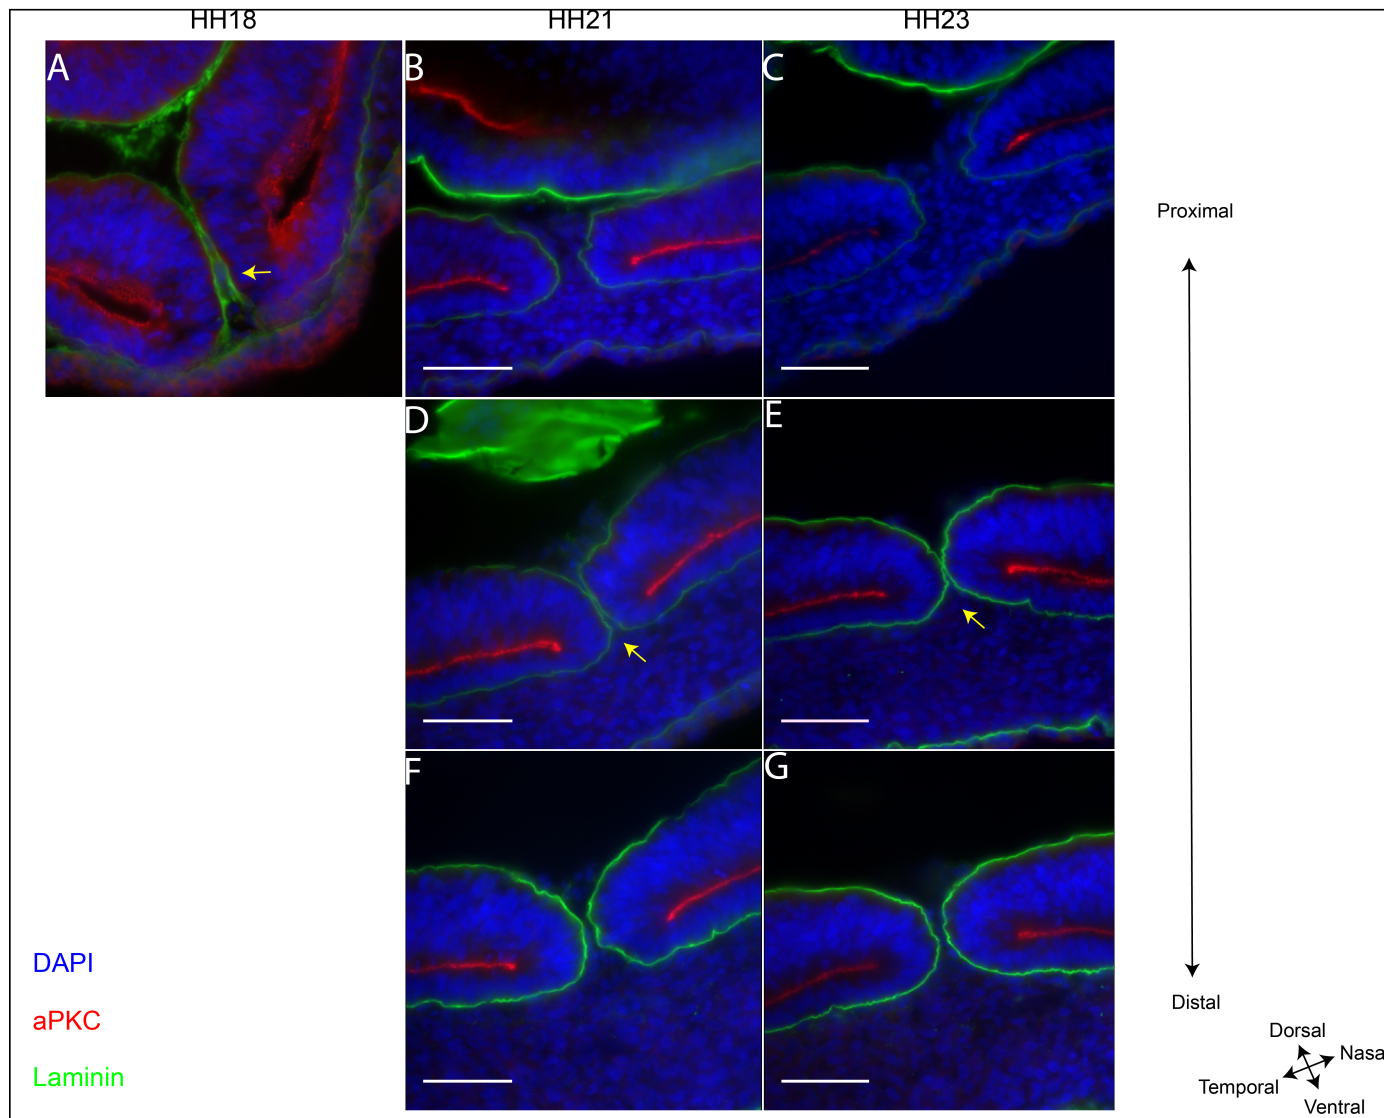 HH18
HH21
HH23
A
B
C
Proximal
D
E
F
G
DAPI
aPKC
Laminin
Distal
Dorsal
Nasa
Temporal
Ventral